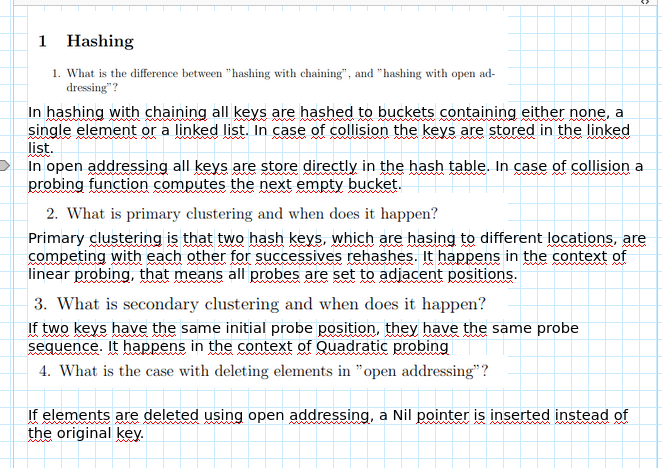 1 Hashing
1. What is the difference between "hashing with chaining", and "hashing with open ad-
dressing"?
In hashing with chaining all keys are hashed to buckets containing either none, a
single element or a linked list. In case of collision the keys are stored in the linked
list.
In open addressing all keys are store directly in the hash table. In case of collision a
probing function computes the next empty bucket.
2. What is primary clustering and when does it happen?
Primary clustering is that two hash keys, which are hasing to different locations, are
competing with each other for successives rehashes. It happens in the context of
linear probing, that means all probes are set to adjacent positions.
3. What is secondary clustering and when does it happen?
If two keys have the same initial probe position, they have the same probe
sequence. It happens in the context of Quadratic probing
4. What is the case with deleting elements in "open addressing"?
If elements are deleted using open addressing, a Nil pointer is inserted instead of
the original key.